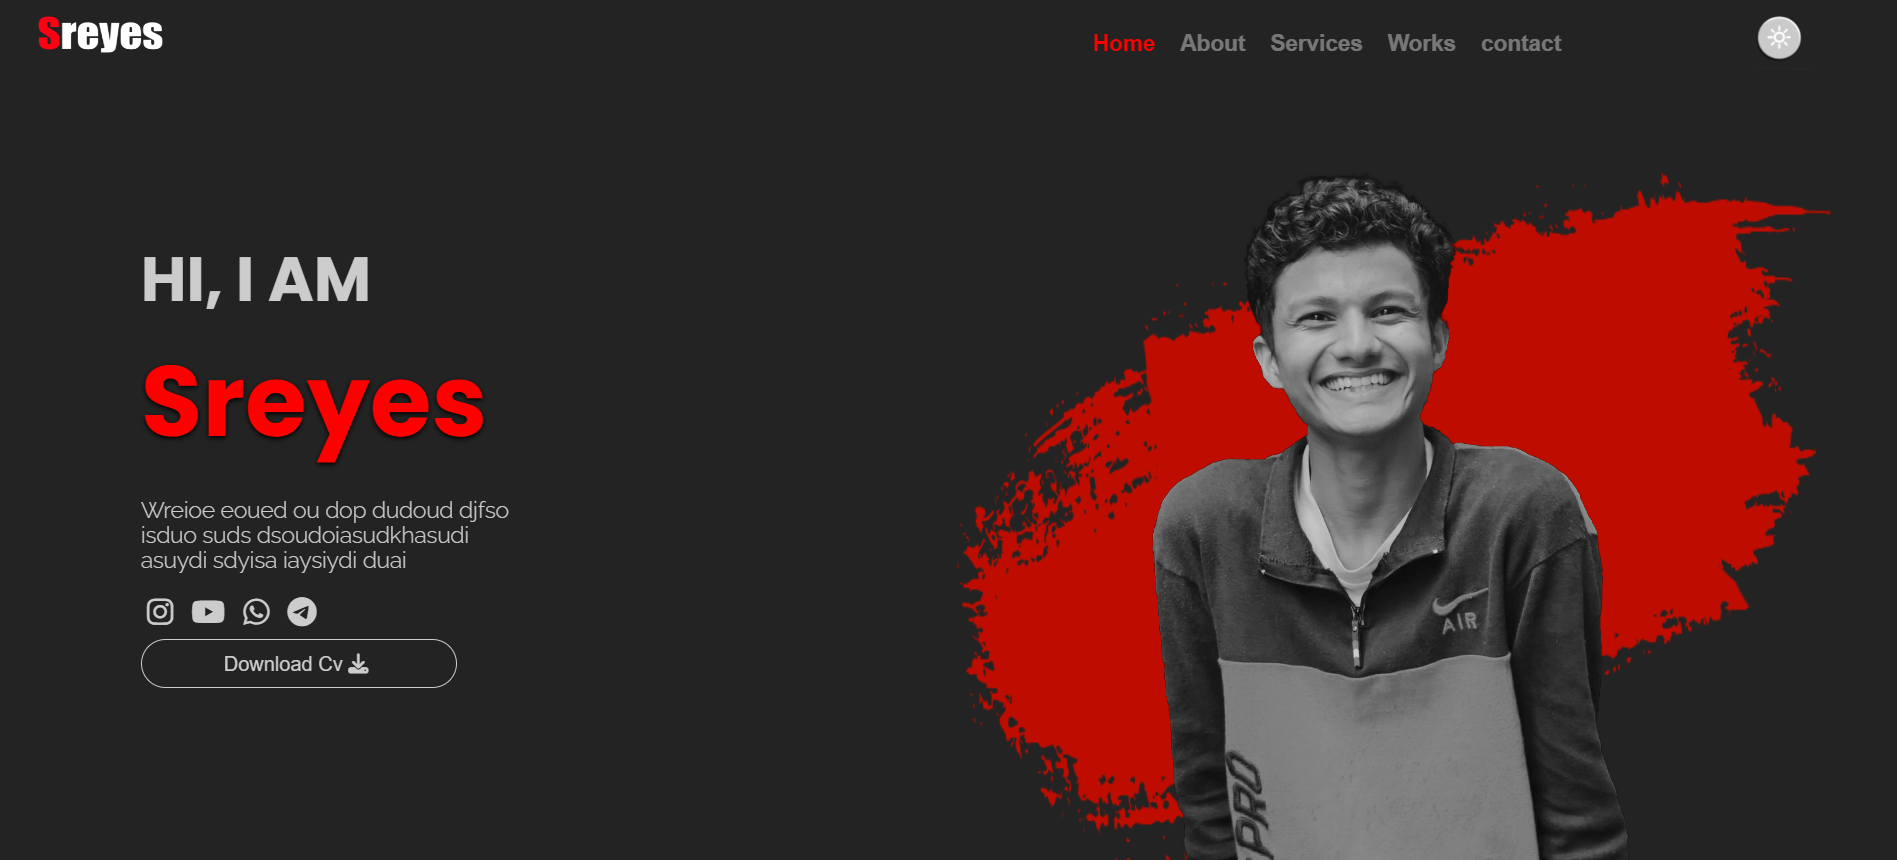 Sreyes
Home About Services Works contact
HI, I AM
Sreyes
Wreioe eoued ou dop dudoud djfso
isduo suds dsoudoiasudkhasudi
asuydi sdyisa iaysiydi duai
Download Cv
AIR
PRO